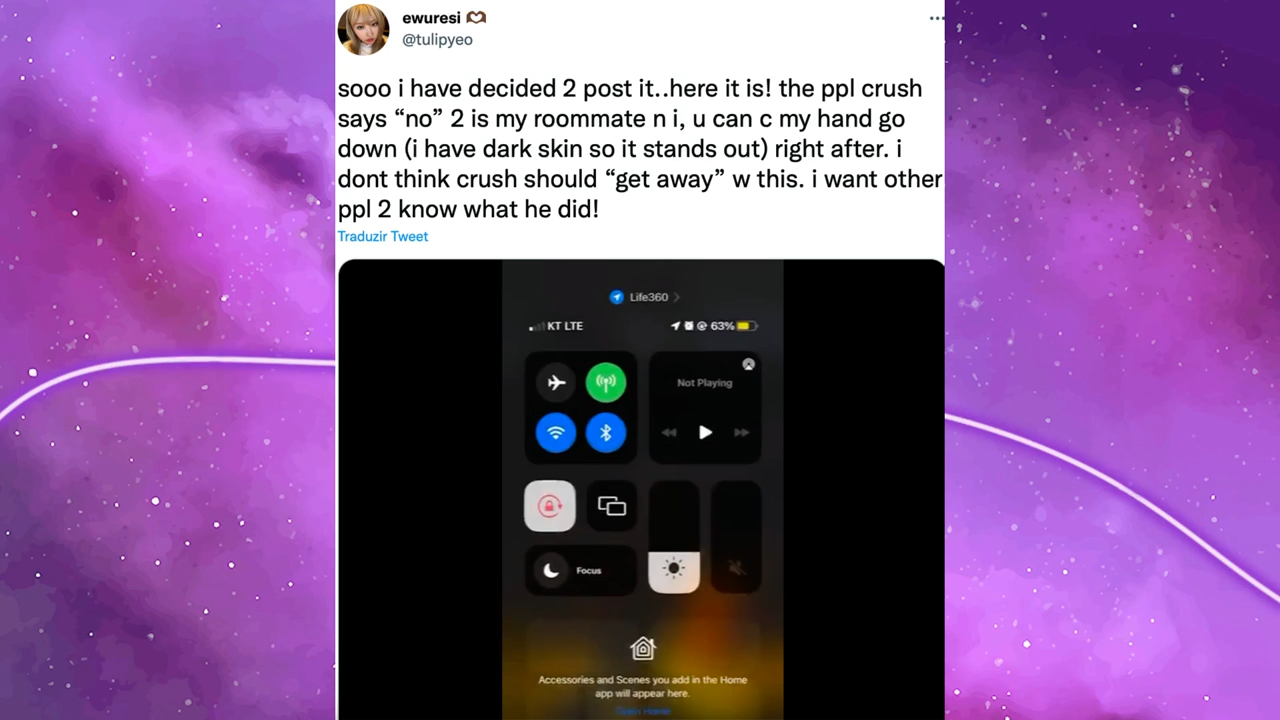 ewuresi
@tulipyeo
sooo i have decided 2 post it..here it is! the ppl crush
says “no” 2 is my roommate n i, u can c my hand go
down (i have dark skin so it stands out) right after. i
dont think crush should “get away” w this. i want other
ppl 2 know what he did!
Traduzir Tweet
Life360
KT LTE
63%
Not Playing
Focus
Accessories and Scenes you add in the Home
app will appear here.